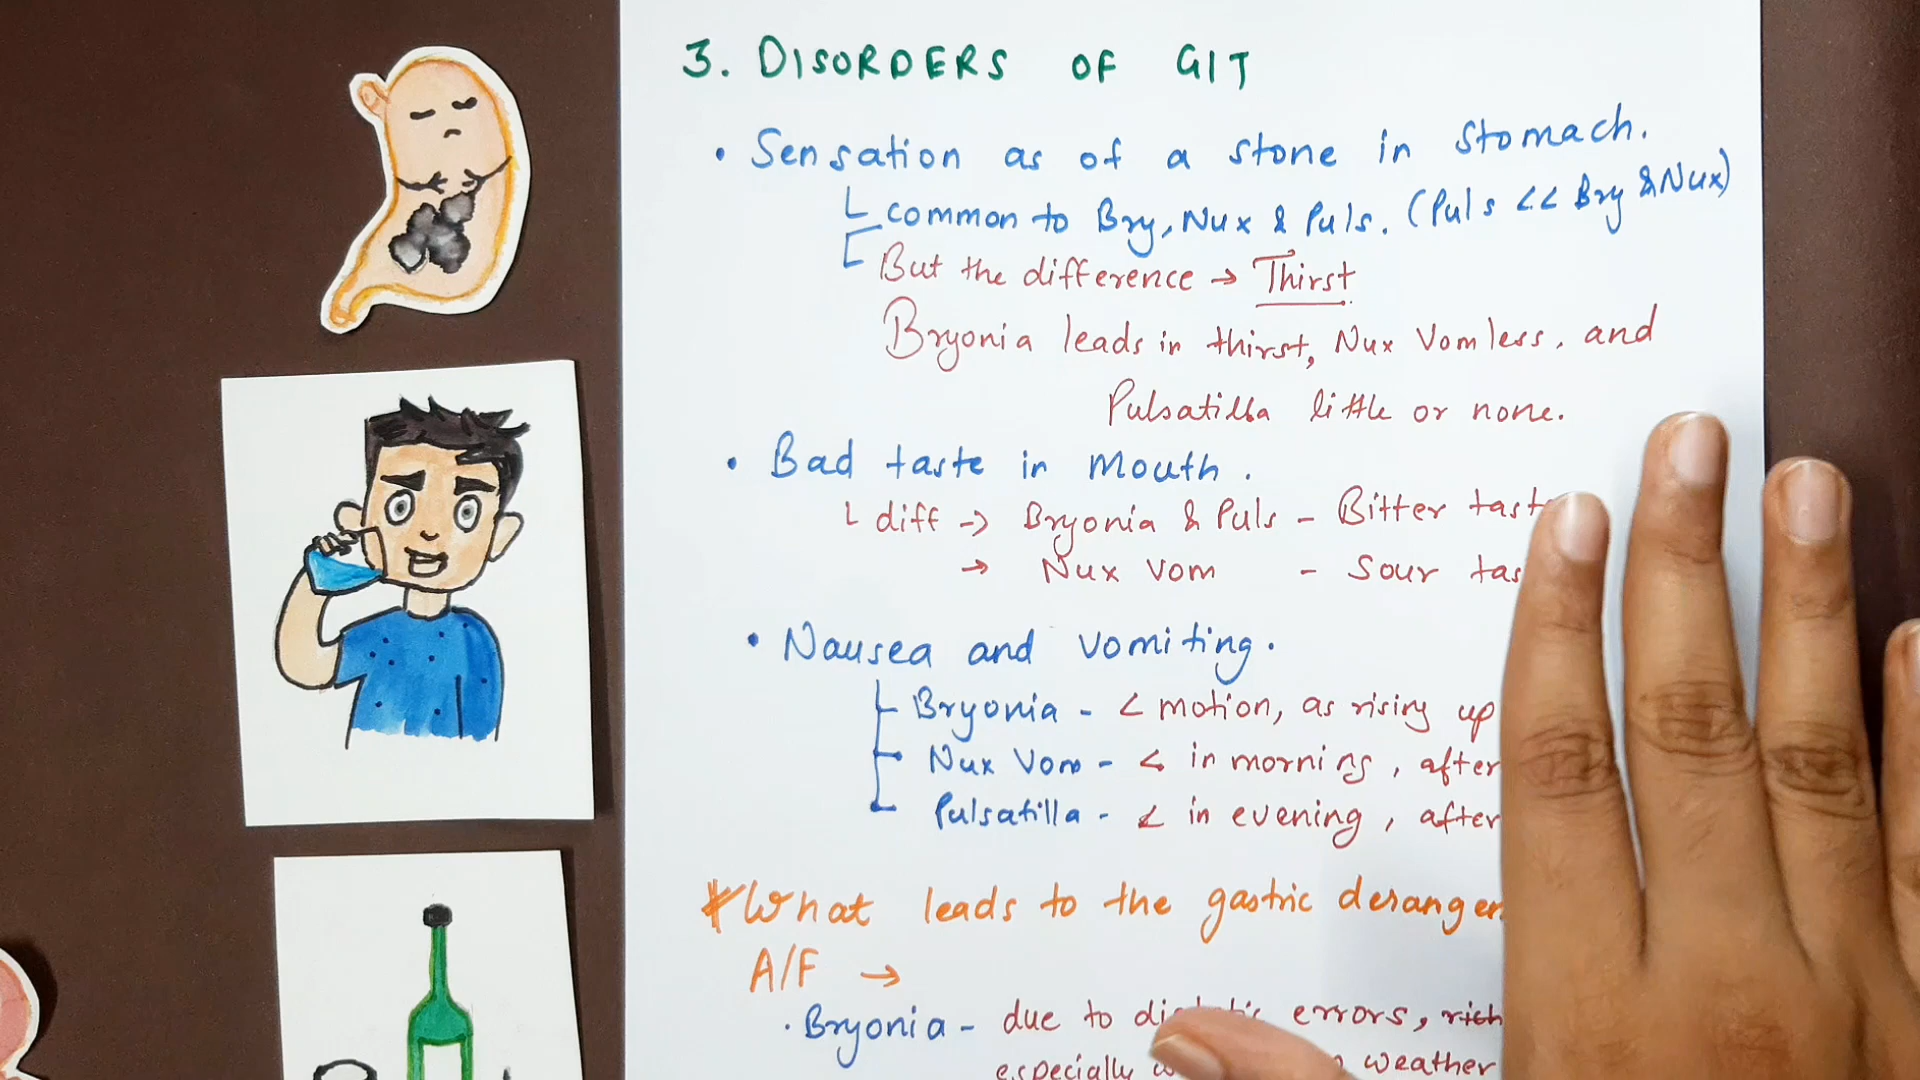 3. DISORDERS OF GIT
• Sensation as of a stone in stomach.
common to Bry, Nux & Puls. (Puls << Bry & Nux)
But the difference → Thirst
Bryonia leads in thirst, Nux Vom less, and
Pulsatilla little or none.
• Bad taste in Mouth.
diff → Bryonia & Puls - Bitter
→ Nux Vom - Sour
• Nausea and vomiting.
Bryonia - < motion, as rising up
Nux Vom - < in morning, after
Pulsatilla - < in evening, after
*What leads to the gastric
A/F →
• Bryonia - due to errors, rich
especially weather